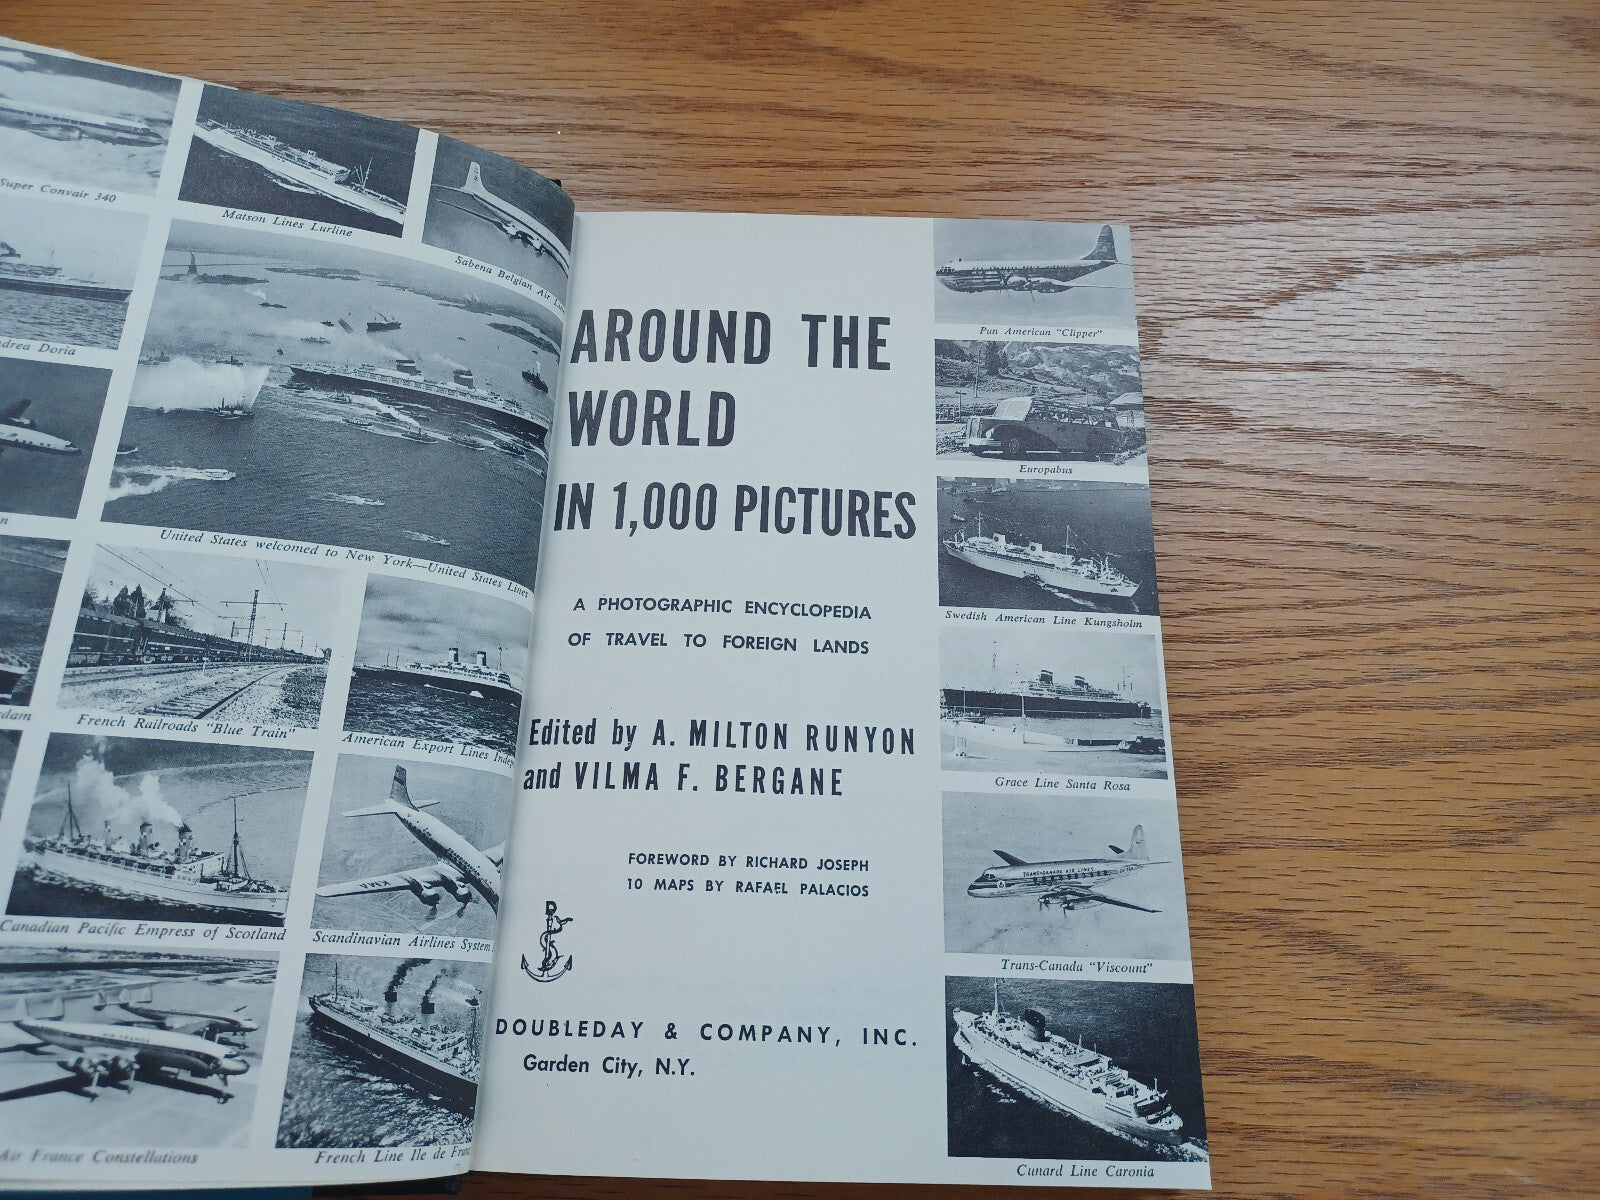 Super Convair 340
Matson Lines Lurline
Sabena Belgian Air
Doria
United States welcomed to New York—United States Lines
French Railroads "Blue Train"
American Export Lines
Canadian Pacific Empress of Scotland
Scandinavian Airlines System
Air France Constellations
French Line Ile de
AROUND THE
WORLD
IN 1,000 PICTURES
A PHOTOGRAPHIC ENCYCLOPEDIA
OF TRAVEL TO FOREIGN LANDS
Edited by A. MILTON RUNYON
and VILMA F. BERGANE
FOREWORD BY RICHARD JOSEPH
10 MAPS BY RAFAEL PALACIOS
D
DOUBLEDAY & COMPANY, INC.
Garden City, N.Y.
Pan American "Clipper"
Europabus
Swedish American Line Kungsholm
Grace Line Santa Rosa
TRANS-CANADA AIR LINES
Trans-Canada "Viscount"
Cunard Line Caronia